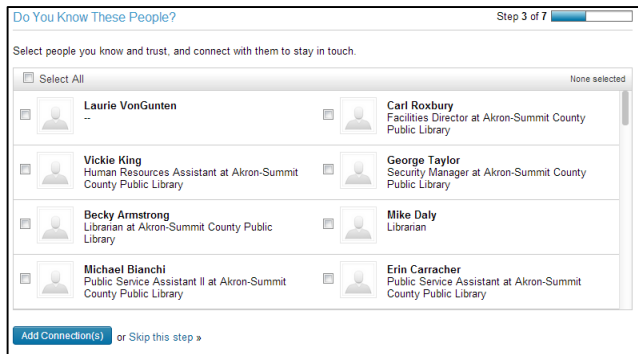 Do You Know These People?
Step 3 of 7
Select people you know and trust, and connect with them to stay in touch.
Select All
None selected
Laurie VonGunten
--
Carl Roxbury
Facilities Director at Akron-Summit County
Public Library
Vickie King
Human Resources Assistant at Akron-Summit
County Public Library
George Taylor
Security Manager at Akron-Summit County
Public Library
Becky Armstrong
Librarian at Akron-Summit County Public
Library
Mike Daly
Librarian
Michael Bianchi
Public Service Assistant II at Akron-Summit
County Public Library
Erin Carracher
Public Service Assistant at Akron-Summit
County Public Library
Add Connection(s) or Skip this step »